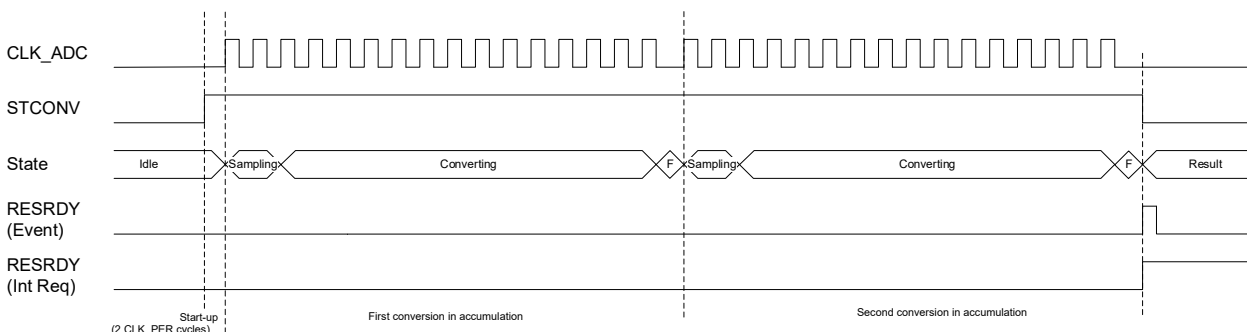 CLK_ADC
STCONV
State
Idle
Sampling
Converting
F
Sampling
Converting
F
Result
RESRDY
(Event)
RESRDY
(Int Req)
Start-up
(2 CLK_PER cycles)
First conversion in accumulation
Second conversion in accumulation